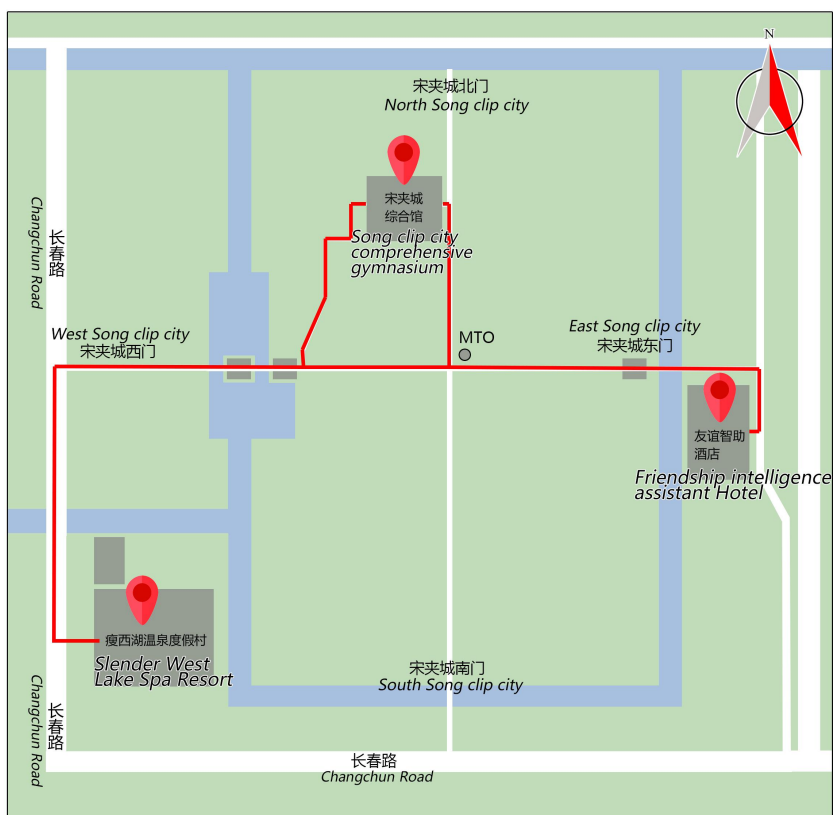 N
宋夹城北门
North Song clip city
宋夹城
综合馆
Song clip city
comprehensive
gymnasium
长春路
Changchun Road
West Song clip city
宋夹城西门
MTO
East Song clip city
宋夹城东门
友谊智助
酒店
Friendship intelligence
assistant Hotel
瘦西湖温泉度假村
Slender West
Lake Spa Resort
宋夹城南门
South Song clip city
长春路
Changchun Road
长春路
Changchun Road